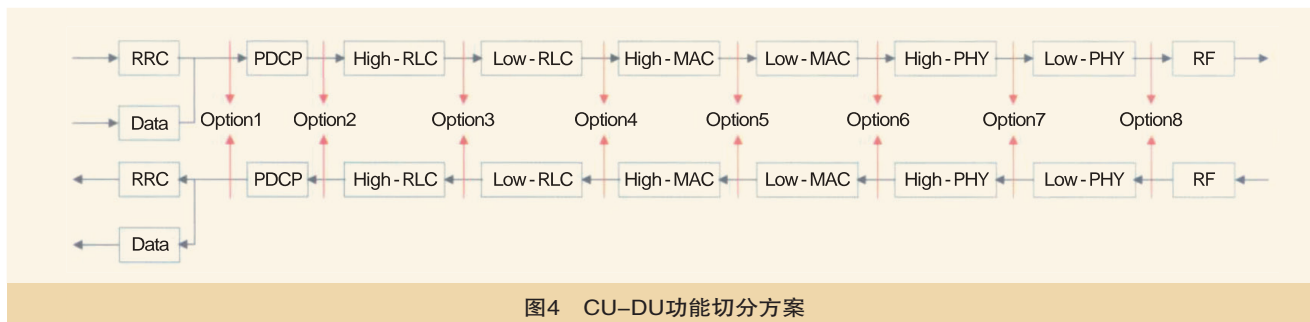 RRC PDCP High-RLC Low-RLC High-MAC Low-MAC High-PHY Low-PHY RF
Data Option1 Option2 Option3 Option4 Option5 Option6 Option7 Option8
RRC PDCP High-RLC Low-RLC High-MAC Low-MAC High-PHY Low-PHY RF
Data
图4 CU-DU功能切分方案